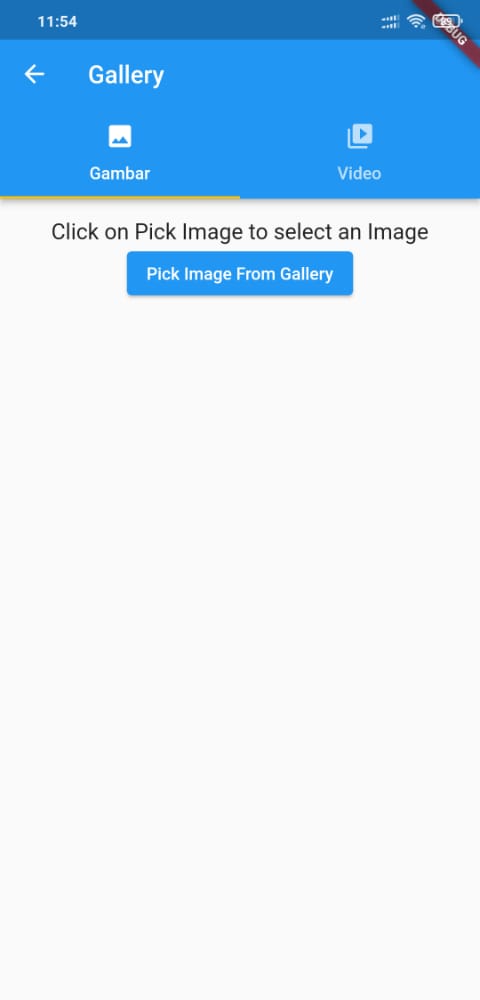 11:54
DEBUG
Gallery
Gambar
Video
Click on Pick Image to select an Image
Pick Image From Gallery